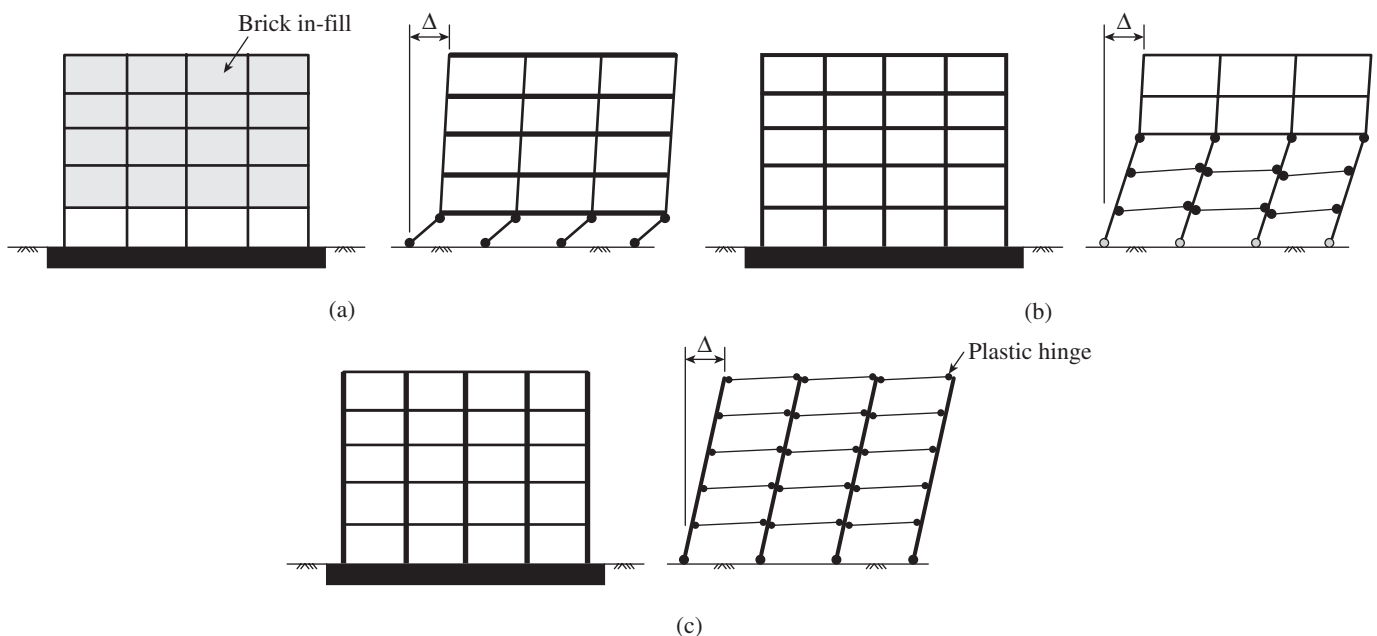 Brick in-fill
Δ
Δ
(a)
(b)
Δ
Plastic hinge
(c)